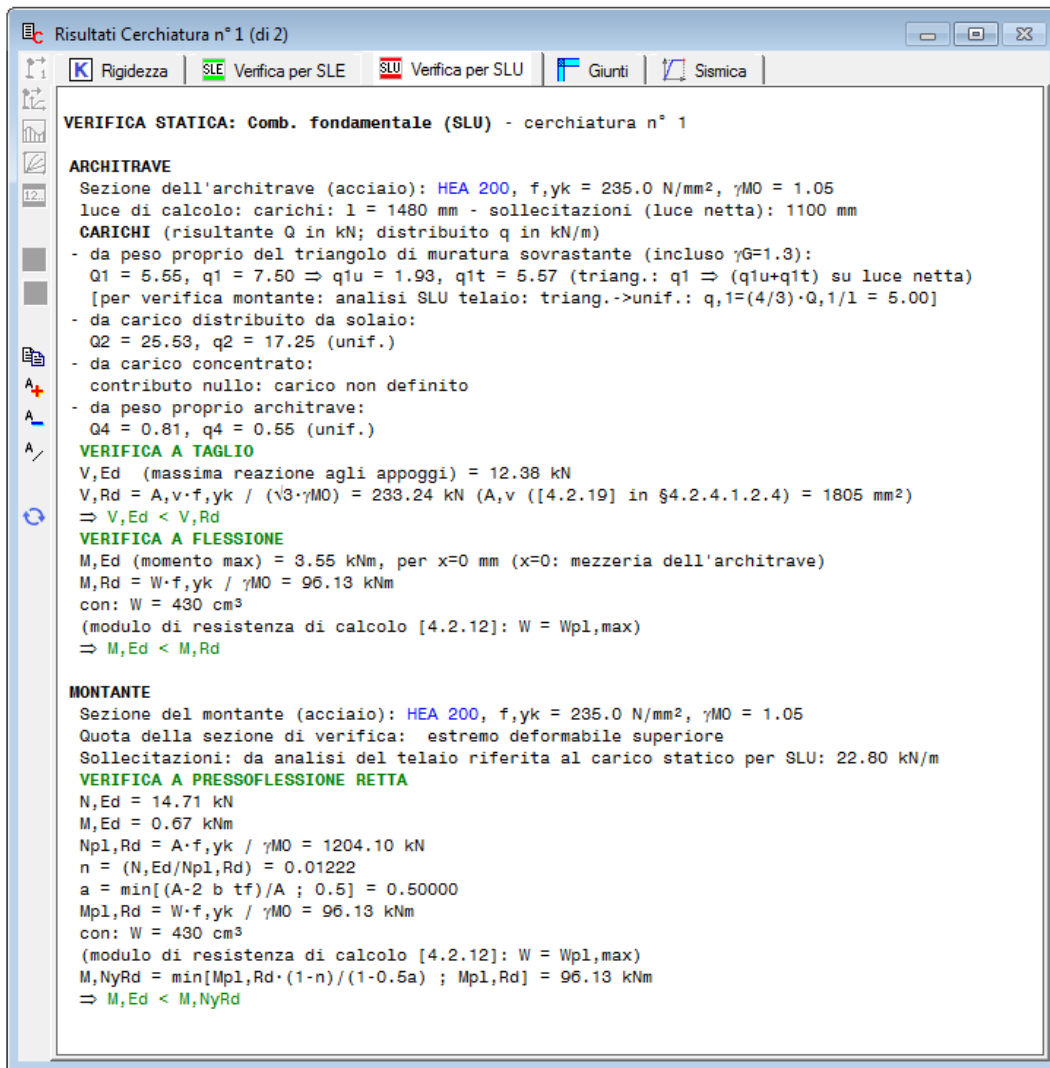 Risultati Cerchiatura n° 1 (di 2)
K Rigidezza
SLE Verifica per SLE
SLU Verifica per SLU
Giunti
Sismica
VERIFICA STATICA: Comb. fondamentale (SLU) - cerchiatura n° 1
ARCHITRAVE
Sezione dell'architrave (acciaio): HEA 200, f,yk = 235.0 N/mm², γM0 = 1.05
luce di calcolo: carichi: l = 1480 mm - sollecitazioni (luce netta): 1100 mm
CARICHI (risultante Q in kN; distribuito q in kN/m)
- da peso proprio del triangolo di muratura sovrastante (incluso γG=1.3):
Q1 = 5.55, q1 = 7.50 ⇒ q1u = 1.93, q1t = 5.57 (triang.: q1 ⇒ (q1u+q1t) su luce netta)
[per verifica montante: analisi SLU telaio: triang.->unif.: q,1=(4/3)·Q,1/l = 5.00]
- da carico distribuito da solaio:
Q2 = 25.53, q2 = 17.25 (unif.)
- da carico concentrato:
contributo nullo: carico non definito
- da peso proprio architrave:
Q4 = 0.81, q4 = 0.55 (unif.)
VERIFICA A TAGLIO
V,Ed (massima reazione agli appoggi) = 12.38 kN
V,Rd = A,v·f,yk / (√3·γM0) = 233.24 kN (A,v ([4.2.19] in §4.2.4.1.2.4) = 1805 mm²)
⇒ V,Ed < V,Rd
VERIFICA A FLESSIONE
M,Ed (momento max) = 3.55 kNm, per x=0 mm (x=0: mezzeria dell'architrave)
M,Rd = W·f,yk / γM0 = 96.13 kNm
con: W = 430 cm³
(modulo di resistenza di calcolo [4.2.12]: W = Wpl,max)
⇒ M,Ed < M,Rd
MONTANTE
Sezione del montante (acciaio): HEA 200, f,yk = 235.0 N/mm², γM0 = 1.05
Quota della sezione di verifica: estremo deformabile superiore
Sollecitazioni: da analisi del telaio riferita al carico statico per SLU: 22.80 kN/m
VERIFICA A PRESSOFLESSIONE RETTA
N,Ed = 14.71 kN
M,Ed = 0.67 kNm
Npl,Rd = A·f,yk / γM0 = 1204.10 kN
n = (N,Ed/Npl,Rd) = 0.01222
a = min[(A-2 b tf)/A ; 0.5] = 0.50000
Mpl,Rd = W·f,yk / γM0 = 96.13 kNm
con: W = 430 cm³
(modulo di resistenza di calcolo [4.2.12]: W = Wpl,max)
M,NyRd = min[Mpl,Rd·(1-n)/(1-0.5a) ; Mpl,Rd] = 96.13 kNm
⇒ M,Ed < M,NyRd